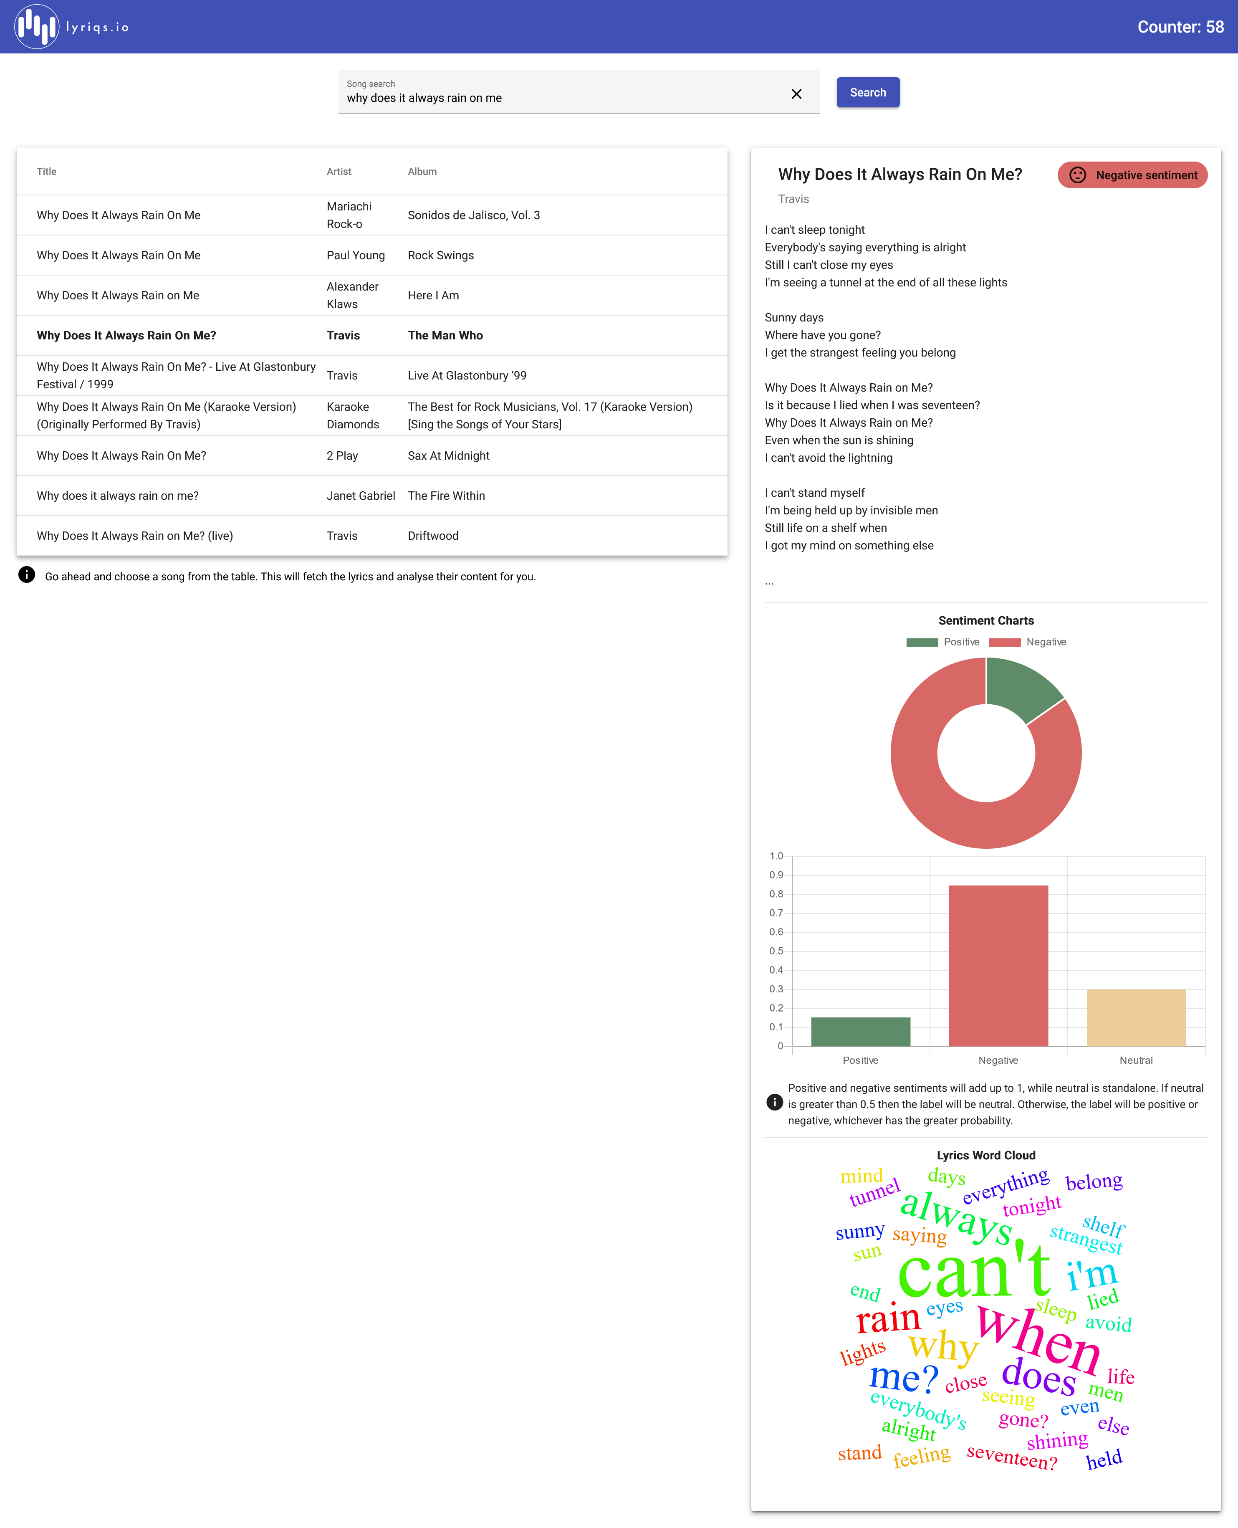 lyriqs.io
Counter: 58
Song search
why does it always rain on me
Search
Title Artist Album
Why Does It Always Rain On Me Mariachi Rock-o Sonidos de Jalisco, Vol. 3
Why Does It Always Rain On Me Paul Young Rock Swings
Why Does It Always Rain on Me Alexander Klaws Here I Am
Why Does It Always Rain On Me? Travis The Man Who
Why Does It Always Rain On Me? - Live At Glastonbury
Festival / 1999
Travis Live At Glastonbury '99
Why Does It Always Rain On Me (Karaoke Version)
(Originally Performed By Travis)
Karaoke
Diamonds
The Best for Rock Musicians, Vol. 17 (Karaoke Version)
[Sing the Songs of Your Stars]
Why Does It Always Rain On Me? 2 Play Sax At Midnight
Why does it always rain on me? Janet Gabriel The Fire Within
Why Does It Always Rain on Me? (live) Travis Driftwood
Go ahead and choose a song from the table. This will fetch the lyrics and analyse their content for you.
Why Does It Always Rain On Me?
Negative sentiment
Travis
I can't sleep tonight
Everybody's saying everything is alright
Still I can't close my eyes
I'm seeing a tunnel at the end of all these lights
Sunny days
Where have you gone?
I get the strangest feeling you belong
Why Does It Always Rain on Me?
Is it because I lied when I was seventeen?
Why Does It Always Rain on Me?
Even when the sun is shining
I can't avoid the lightning
I can't stand myself
I'm being held up by invisible men
Still life on a shelf when
I got my mind on something else
...
Sentiment Charts
Positive Negative
1.0
0.9
0.8
0.7
0.6
0.5
0.4
0.3
0.2
0.1
0
Positive Negative Neutral
Positive and negative sentiments will add up to 1, while neutral is standalone. If neutral
is greater than 0.5 then the label will be neutral. Otherwise, the label will be positive or
negative, whichever has the greater probability.
Lyrics Word Cloud
mind
days
everything
belong
tunnel
always
tonight
shelf
sunny
saying
strangest
sun
can't
i'm
end
eyes
sleep
lied
rain
when
avoid
lights
why
me?
close
does
life
seeing
men
everybody's
gone?
even
else
alright
shining
stand
feeling
seventeen?
held